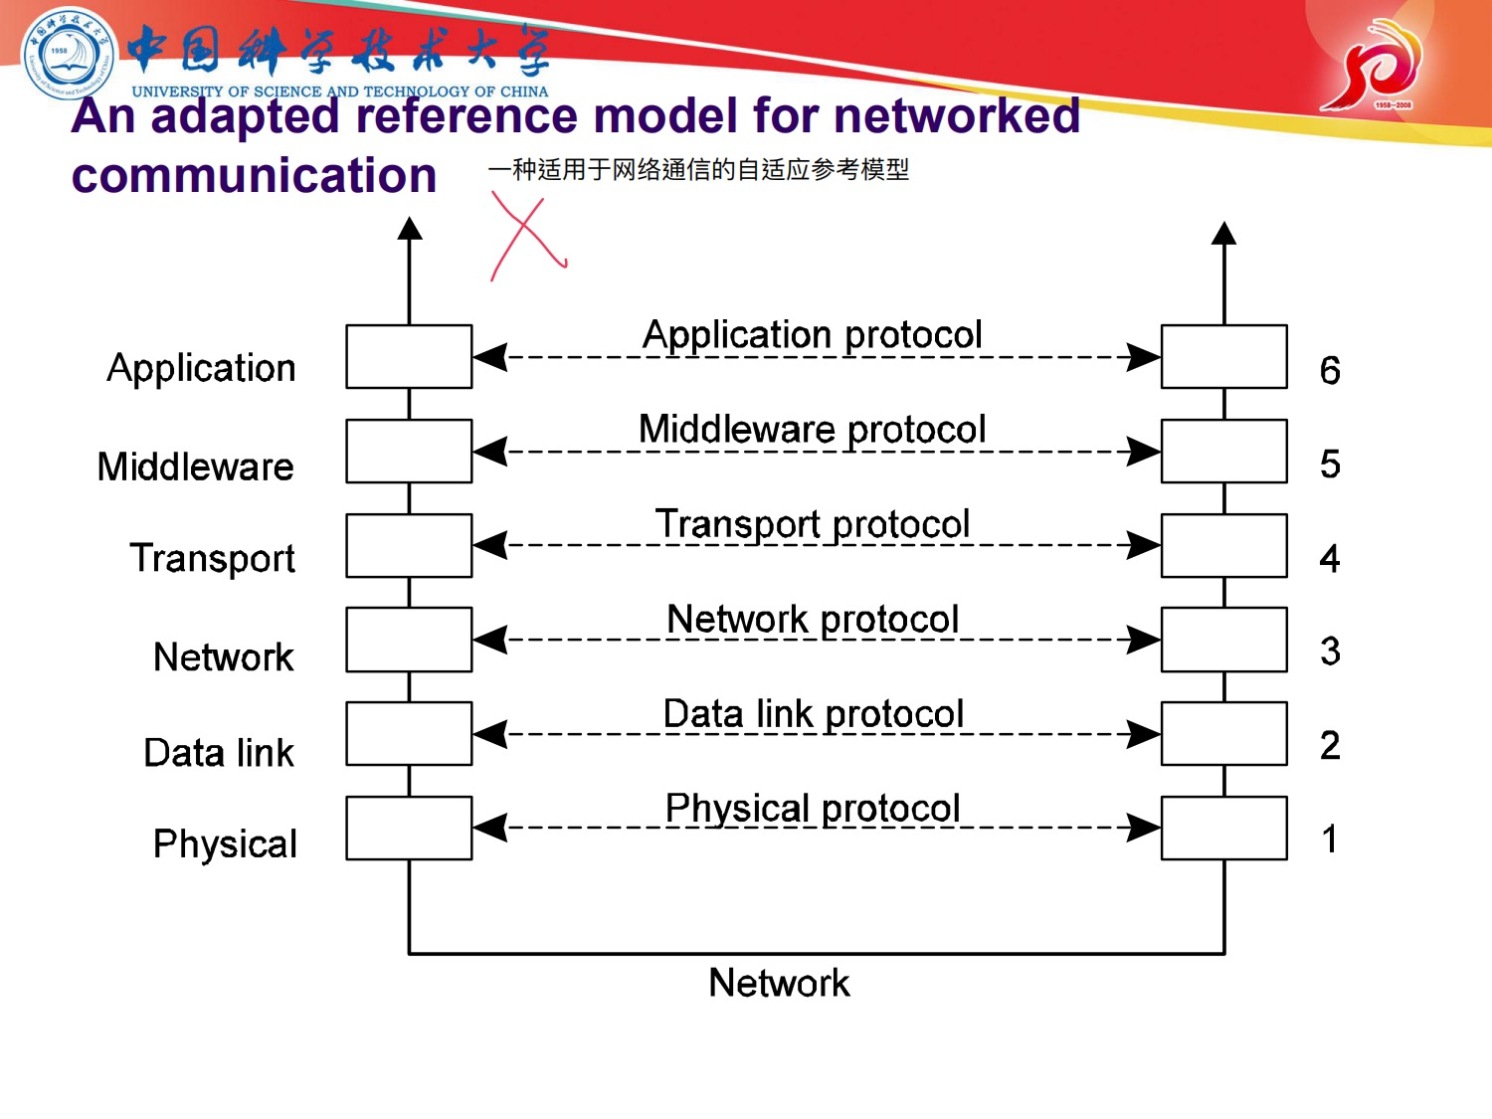 中国科学技术大学
UNIVERSITY OF SCIENCE AND TECHNOLOGY OF CHINA
1958
1958—2008
An adapted reference model for networked
communication
一种适用于网络通信的自适应参考模型
Application
Application protocol
6
Middleware
Middleware protocol
5
Transport
Transport protocol
4
Network
Network protocol
3
Data link
Data link protocol
2
Physical
Physical protocol
1
Network